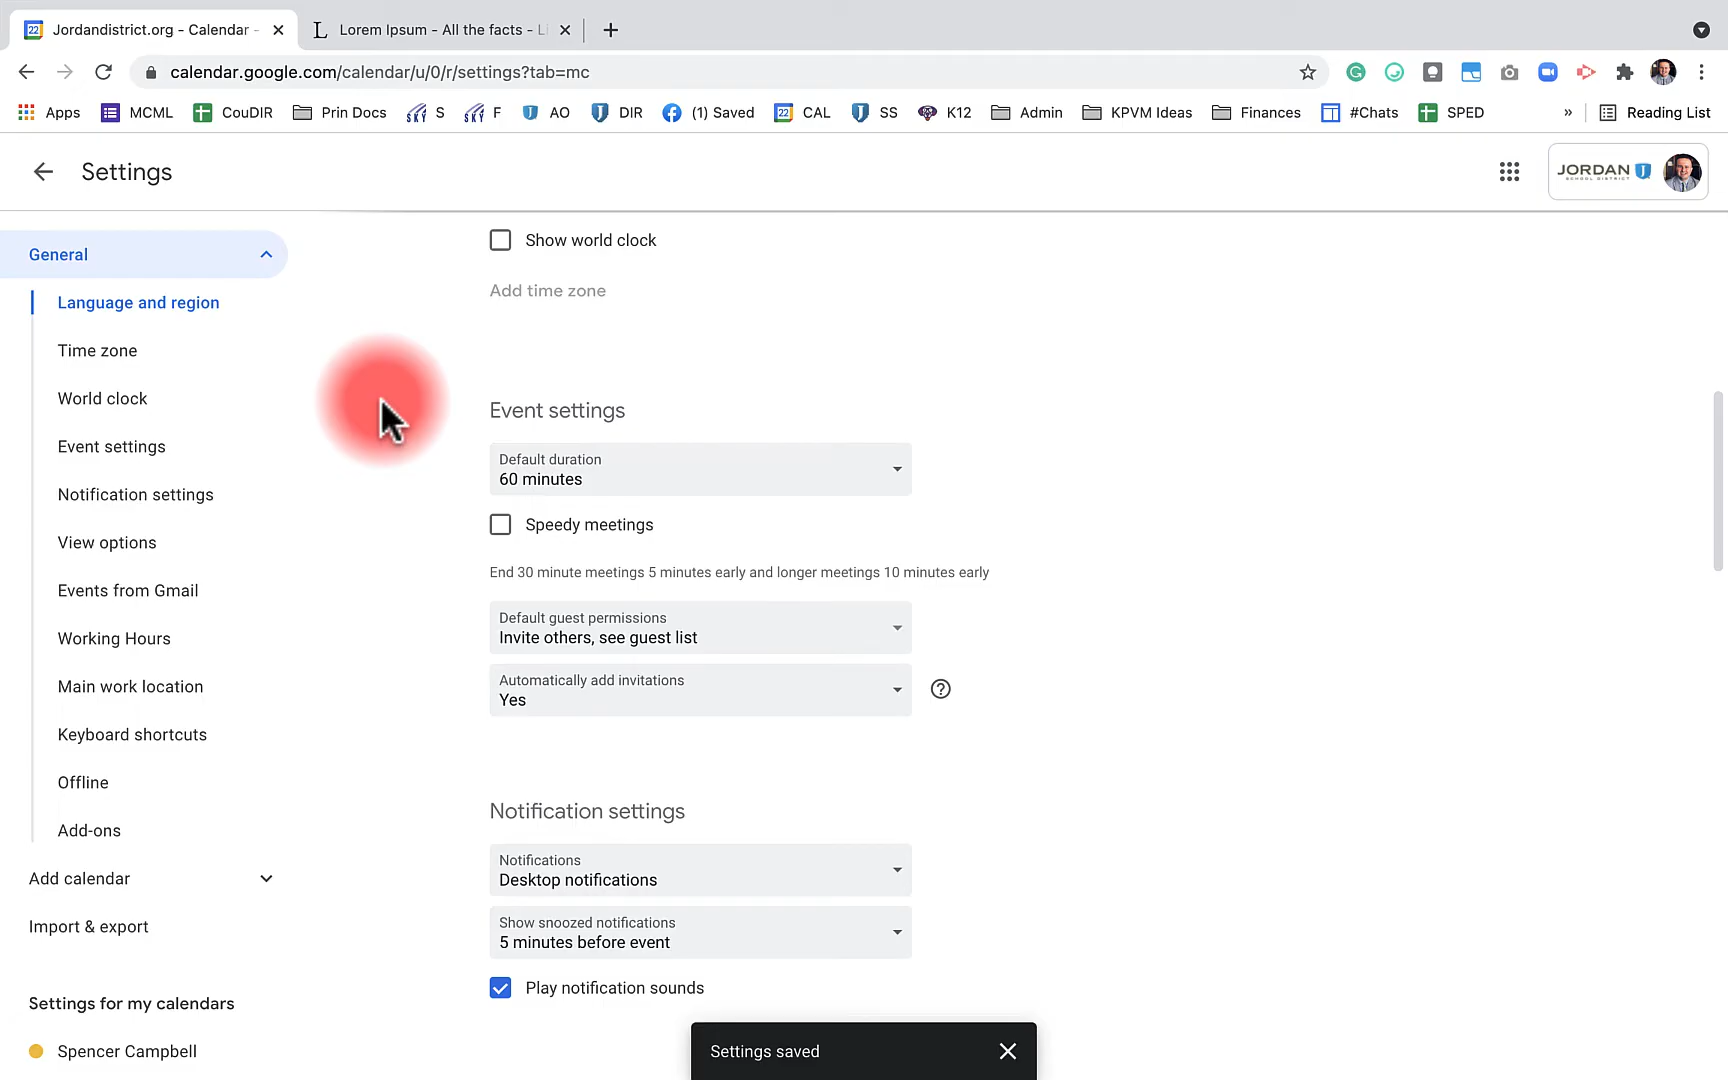 Jordandistrict.org - Calendar -
Lorem Ipsum - All the facts - Li
calendar.google.com/calendar/u/0/r/settings?tab=mc
Apps MCML CouDIR Prin Docs S F AO DIR (1) Saved 22 CAL SS K12 Admin KPVM Ideas Finances #Chats SPED » Reading List
Settings
JORDAN
SCHOOL DISTRICT
General
Language and region
Time zone
World clock
Event settings
Notification settings
View options
Events from Gmail
Working Hours
Main work location
Keyboard shortcuts
Offline
Add-ons
Add calendar
Import & export
Settings for my calendars
Spencer Campbell
Show world clock
Add time zone
Event settings
Default duration
60 minutes
Speedy meetings
End 30 minute meetings 5 minutes early and longer meetings 10 minutes early
Default guest permissions
Invite others, see guest list
Automatically add invitations
Yes
Notification settings
Notifications
Desktop notifications
Show snoozed notifications
5 minutes before event
Play notification sounds
Settings saved